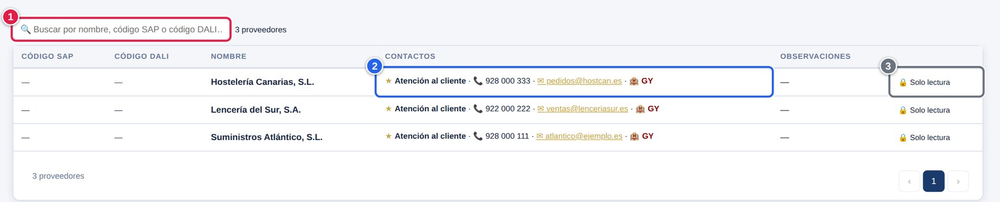 1
🔍 Buscar por nombre, código SAP o código DALI.. 3 proveedores
CÓDIGO SAP CÓDIGO DALI NOMBRE CONTACTOS OBSERVACIONES
2 3
— — Hostelería Canarias, S.L. ★ Atención al cliente · 📞 928 000 333 · ✉ pedidos@hostcan.es · 🏨 GY — 🔒 Solo lectura
— — Lencería del Sur, S.A. ★ Atención al cliente · 📞 922 000 222 · ✉ ventas@lenceriasur.es · 🏨 GY — 🔒 Solo lectura
— — Suministros Atlántico, S.L. ★ Atención al cliente · 📞 928 000 111 · ✉ atlantico@ejemplo.es · 🏨 GY — 🔒 Solo lectura
3 proveedores ‹ 1 ›